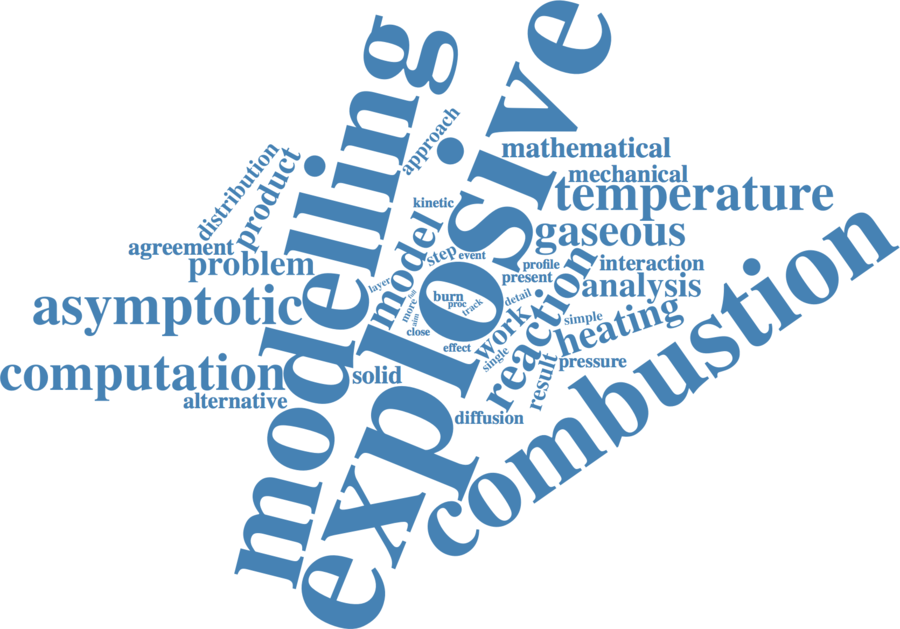 modelling
explosive
combustion
approach
distribution
product
mathematical
mechanical
temperature
kinetic
model
gaseous
agreement
problem
step
event
profile
interaction
present
layer
more
aim
burn
proc
track
detail
reaction
analysis
asymptotic
work
simple
heating
close
effect
single
pressure
computation
solid
result
alternative
diffusion